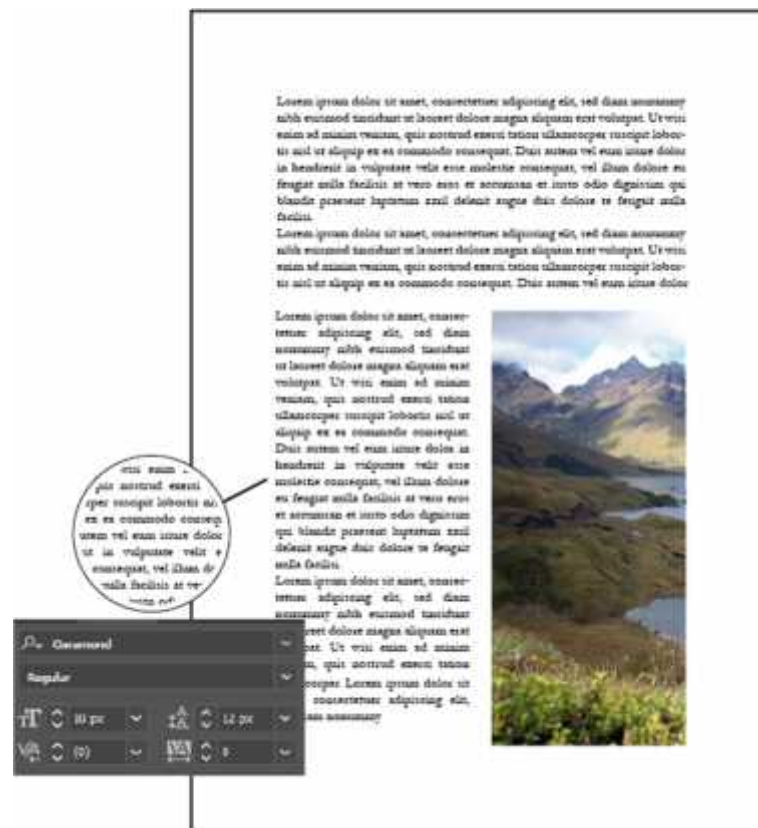 Lorem ipsum dolor sit amet, consectetuer adipiscing elit, sed diam nonummy
nibh euismod tincidunt ut laoreet dolore magna aliquam erat volutpat. Ut wisi
enim ad minim veniam, quis nostrud exerci tation ullamcorper suscipit lobor-
tis nisl ut aliquip ex ea commodo consequat. Duis autem vel eum iriure dolor
in hendrerit in vulputate velit esse molestie consequat, vel illum dolore eu
feugiat nulla facilisis at vero eros et accumsan et iusto odio dignissim qui
blandit praesent luptatum zzril delenit augue duis dolore te feugait nulla
facilisi.
Lorem ipsum dolor sit amet, consectetuer adipiscing elit, sed diam nonummy
nibh euismod tincidunt ut laoreet dolore magna aliquam erat volutpat. Ut wisi
enim ad minim veniam, quis nostrud exerci tation ullamcorper suscipit lobor-
tis nisl ut aliquip ex ea commodo consequat. Duis autem vel eum iriure dolor
Lorem ipsum dolor sit amet, consec-
tetuer adipiscing elit, sed diam
nonummy nibh euismod tincidunt
ut laoreet dolore magna aliquam erat
volutpat. Ut wisi enim ad minim
veniam, quis nostrud exerci tation
ullamcorper suscipit lobortis nisl ut
aliquip ex ea commodo consequat.
Duis autem vel eum iriure dolor in
hendrerit in vulputate velit esse
molestie consequat, vel illum dolore
eu feugiat nulla facilisis at vero eros
et accumsan et iusto odio dignissim
qui blandit praesent luptatum zzril
delenit augue duis dolore te feugait
nulla facilisi.
Lorem ipsum dolor sit amet, consec-
tetuer adipiscing elit, sed diam
nonummy nibh euismod tincidunt
dolore magna aliquam erat
Ut wisi enim ad minim
quis nostrud exerci tation
Lorem ipsum dolor sit
consectetuer adipiscing elit,
nonummy
wisi enim
quis nostrud exerci
suscipit lobortis
ex ea commodo
vel eum iriure dolor
ut in vulputate velit
consequat, vel illum
nulla facilisis at
Garamond
Regular
10 px
12 px
(0)
0